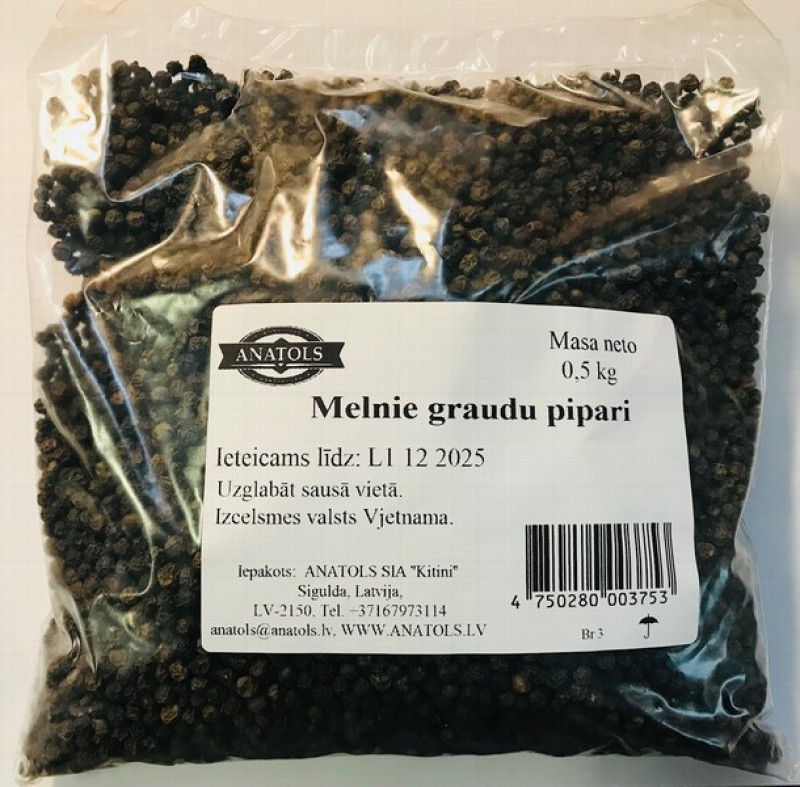 ANATOLS
Masa neto
0,5 kg
Melnie graudu pipari
Ieteicams līdz: L1 12 2025
Uzglabāt sausā vietā.
Izcelsmes valsts Vjetnama.
Iepakots: ANATOLS SIA "Kitini"
Sigulda, Latvija,
LV-2150, Tel. +37167973114
anatols@anatols.lv, WWW.ANATOLS.LV
4 750280 003753
Br 3